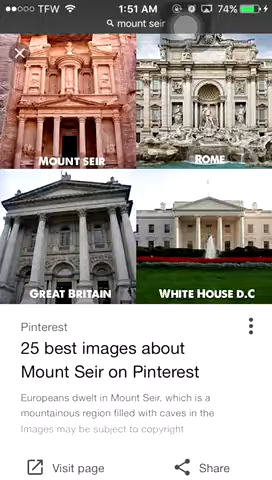 TFW 1:51 AM 74%
mount seir
MOUNT SEIR
ROME
GREAT BRITAIN
WHITE HOUSE D.C
Pinterest
25 best images about
Mount Seir on Pinterest
Europeans dwelt in Mount Seir, which is a
mountainous region filled with caves in the
Images may be subject to copyright
Visit page
Share